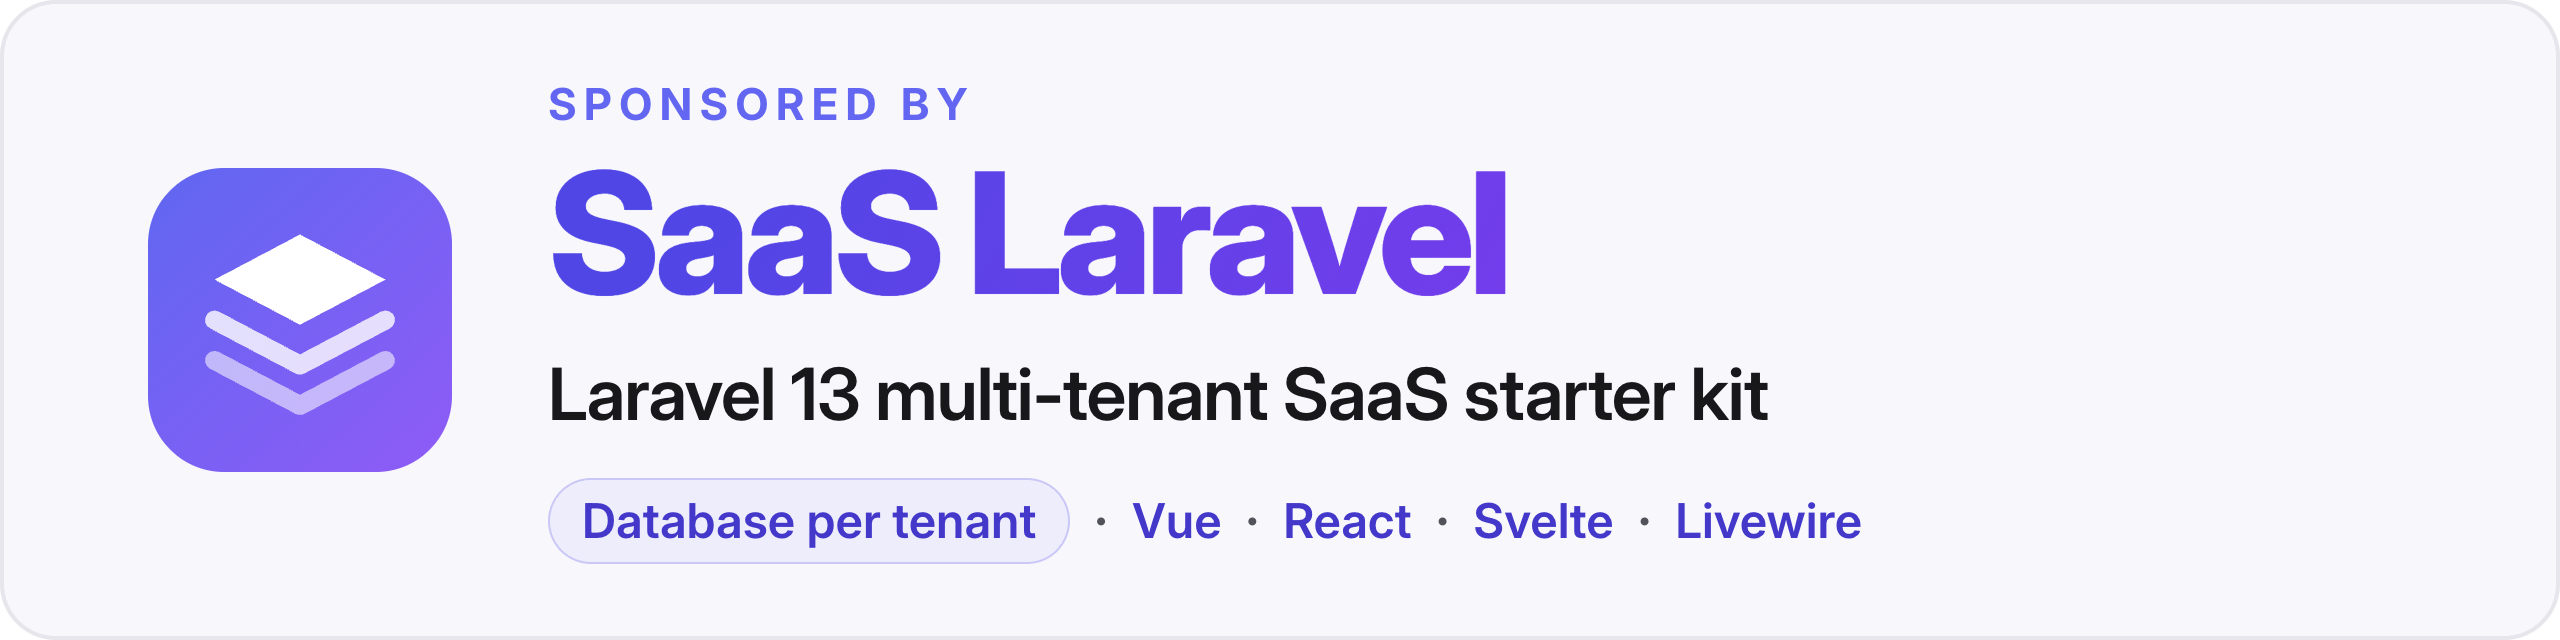 SPONSORED BY
SaaS Laravel
Laravel 13 multi-tenant SaaS starter kit
Database per tenant · Vue · React · Svelte · Livewire